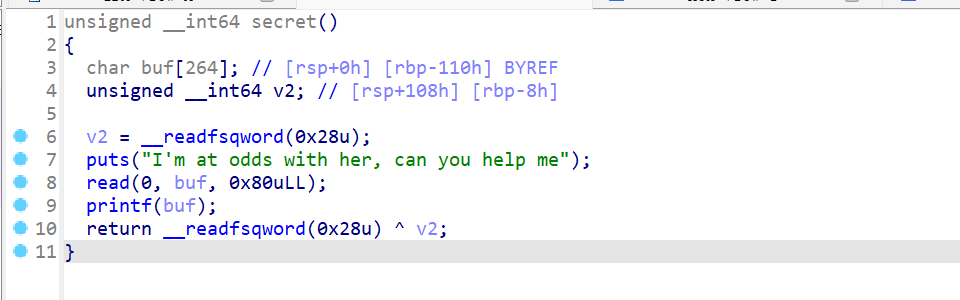 1 unsigned __int64 secret()
2 {
3 char buf[264]; // [rsp+0h] [rbp-110h] BYREF
4 unsigned __int64 v2; // [rsp+108h] [rbp-8h]
5
6 v2 = __readfsqword(0x28u);
7 puts("I'm at odds with her, can you help me");
8 read(0, buf, 0x80uLL);
9 printf(buf);
10 return __readfsqword(0x28u) ^ v2;
11 }